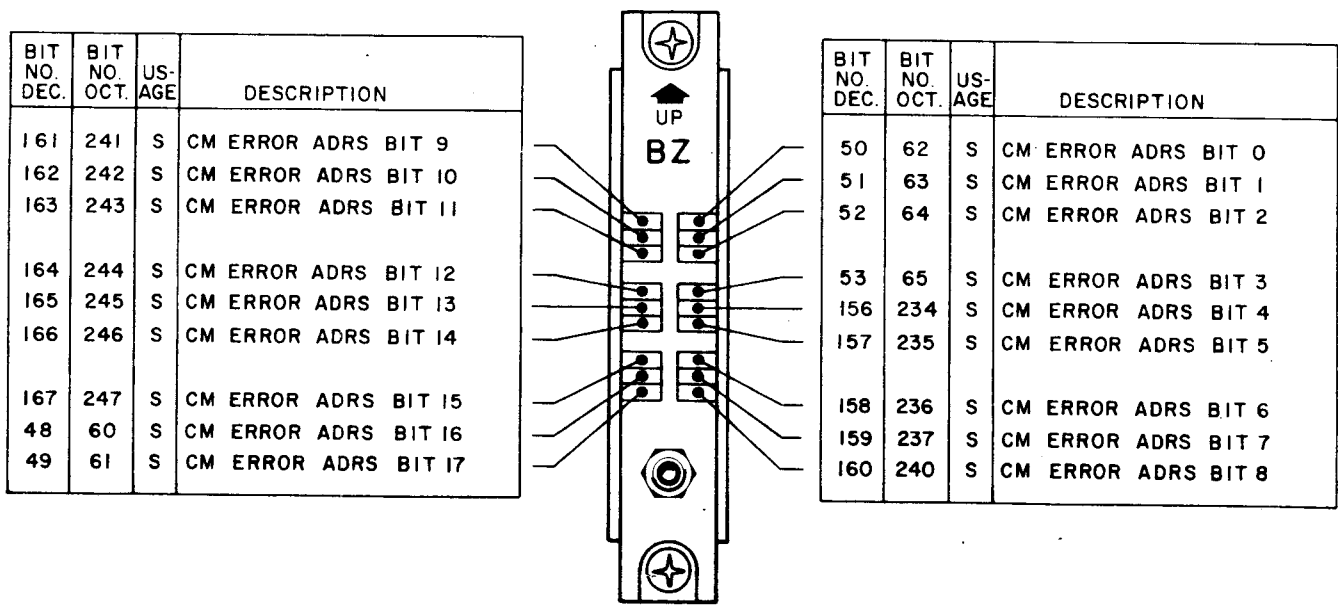 BIT NO. DEC. BIT NO. OCT. US-AGE DESCRIPTION
161 241 S CM ERROR ADRS BIT 9
162 242 S CM ERROR ADRS BIT 10
163 243 S CM ERROR ADRS BIT 11
164 244 S CM ERROR ADRS BIT 12
165 245 S CM ERROR ADRS BIT 13
166 246 S CM ERROR ADRS BIT 14
167 247 S CM ERROR ADRS BIT 15
48 60 S CM ERROR ADRS BIT 16
49 61 S CM ERROR ADRS BIT 17
UP
BZ
BIT NO. DEC. BIT NO. OCT. US-AGE DESCRIPTION
50 62 S CM ERROR ADRS BIT 0
51 63 S CM ERROR ADRS BIT 1
52 64 S CM ERROR ADRS BIT 2
53 65 S CM ERROR ADRS BIT 3
156 234 S CM ERROR ADRS BIT 4
157 235 S CM ERROR ADRS BIT 5
158 236 S CM ERROR ADRS BIT 6
159 237 S CM ERROR ADRS BIT 7
160 240 S CM ERROR ADRS BIT 8